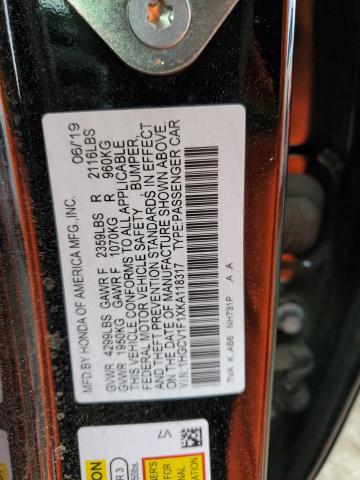 MFD.BY HONDA OF AMERICA MFG.,INC. 06/19
GVWR 4299LBS GAWR F 2359LBS R 2116LBS
GVWR 1950KG GAWR F 1070KG R 960KG
THIS VEHICLE CONFORMS TO ALL APPLICABLE
FEDERAL MOTOR VEHICLE SAFETY, BUMPER,
AND THEFT PREVENTION STANDARDS IN EFFECT
ON THE DATE OF MANUFACTURE SHOWN ABOVE.
VIN:1HGCV1F1XKA118317 TYPE:PASSENGER CAR
TVA K AB6 NH731P A A